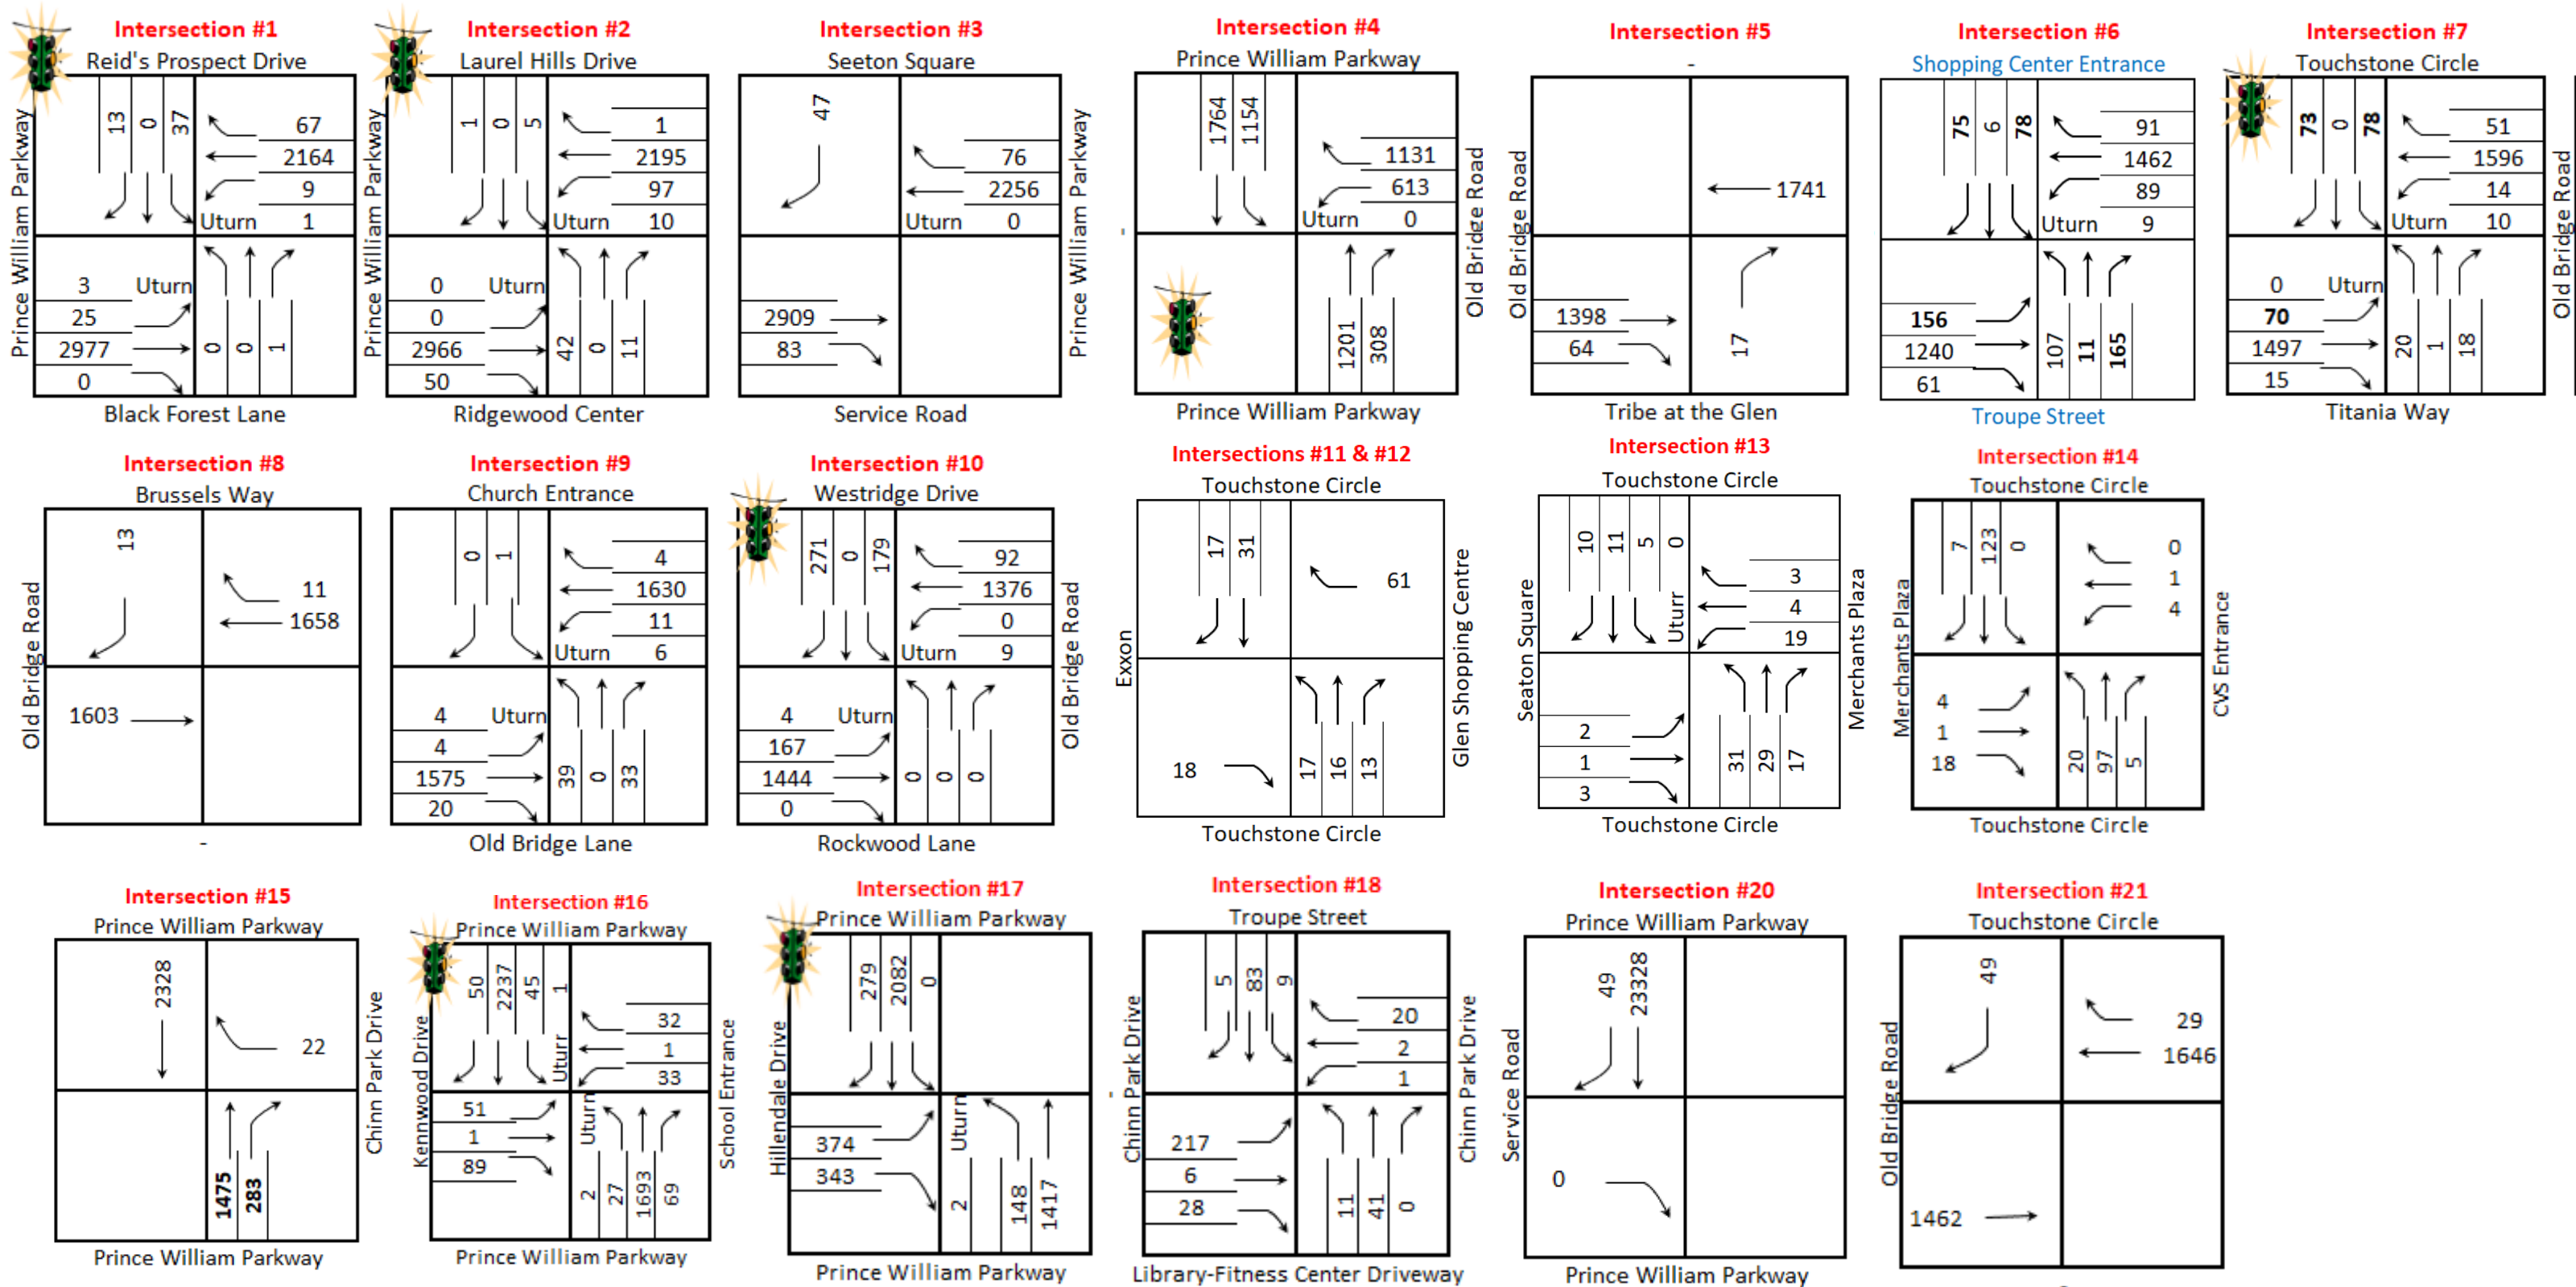 Intersection #1
Reid's Prospect Drive
Prince William Parkway
13 0 37
67
2164
9
Uturn 1
3 Uturn
25
2977
0
0 0 1
Black Forest Lane
Intersection #2
Laurel Hills Drive
Prince William Parkway
1 0 5
1
2195
97
Uturn 10
0 Uturn
0
2966
50
42 0 11
Ridgewood Center
Intersection #3
Seeton Square
47
76
2256
Uturn 0
Prince William Parkway
2909
83
Service Road
Intersection #4
Prince William Parkway
-
1764 1154
1131
613
Uturn 0
Old Bridge Road
1201 308
Prince William Parkway
Intersection #5
-
Old Bridge Road
1741
1398
64
17
Tribe at the Glen
Intersection #6
Shopping Center Entrance
75 6 78
91
1462
89
Uturn 9
156
1240
61
107 11 165
Troupe Street
Intersection #7
Touchstone Circle
73 0 78
51
1596
14
Uturn 10
Old Bridge Road
0 Uturn
70
1497
15
20 1 18
Titania Way
Intersection #8
Brussels Way
Old Bridge Road
13
11
1658
1603
-
Intersection #9
Church Entrance
0 1
4
1630
11
Uturn 6
4 Uturn
4
1575
20
39 0 33
Old Bridge Lane
Intersection #10
Westridge Drive
271 0 179
92
1376
0
Uturn 9
Old Bridge Road
4 Uturn
167
1444
0
0 0 0
Rockwood Lane
Intersections #11 & #12
Touchstone Circle
Exxon
17 31
61
Glen Shopping Centre
18
17 16 13
Touchstone Circle
Intersection #13
Touchstone Circle
Seaton Square
10 11 5 0
Uturr
3
4
19
Merchants Plaza
2
1
3
31 29 17
Touchstone Circle
Intersection #14
Touchstone Circle
Merchants Plaza
7 123 0
0
1
4
CVS Entrance
4
1
18
20 97 5
Touchstone Circle
Intersection #15
Prince William Parkway
2328
22
Chinn Park Drive
1475 283
Prince William Parkway
Intersection #16
Prince William Parkway
Kennwood Drive
50 2237 45 1
Uturr
32
1
33
School Entrance
51
1
89
Uturn
2 27 1693 69
Prince William Parkway
Intersection #17
Prince William Parkway
Hillendale Drive
279 2082 0
374
343
Uturn
2 148 1417
Prince William Parkway
-
Intersection #18
Troupe Street
Chinn Park Drive
5 83 9
20
2
1
Chinn Park Drive
217
6
28
11 41 0
Library-Fitness Center Driveway
Intersection #20
Prince William Parkway
Service Road
49 23328
0
Prince William Parkway
Intersection #21
Touchstone Circle
Old Bridge Road
49
29
1646
1462